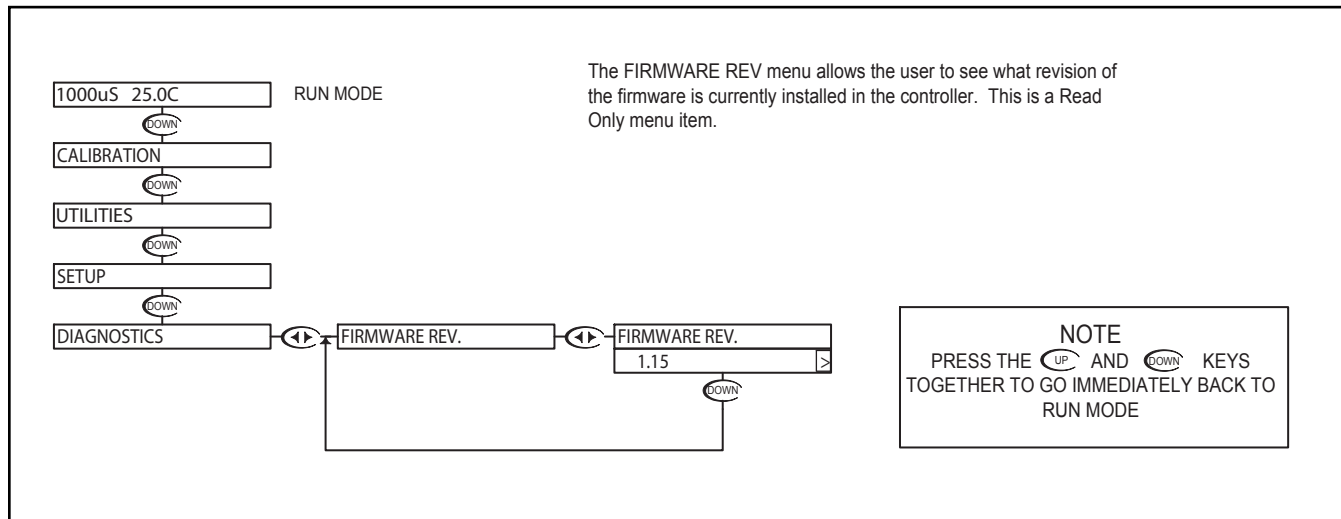 1000uS 25.0C
RUN MODE
The FIRMWARE REV menu allows the user to see what revision of
the firmware is currently installed in the controller. This is a Read
Only menu item.
DOWN
CALIBRATION
DOWN
UTILITIES
DOWN
SETUP
DOWN
DIAGNOSTICS
FIRMWARE REV.
FIRMWARE REV.
1.15 >
DOWN
NOTE
PRESS THE UP AND DOWN KEYS
TOGETHER TO GO IMMEDIATELY BACK TO
RUN MODE